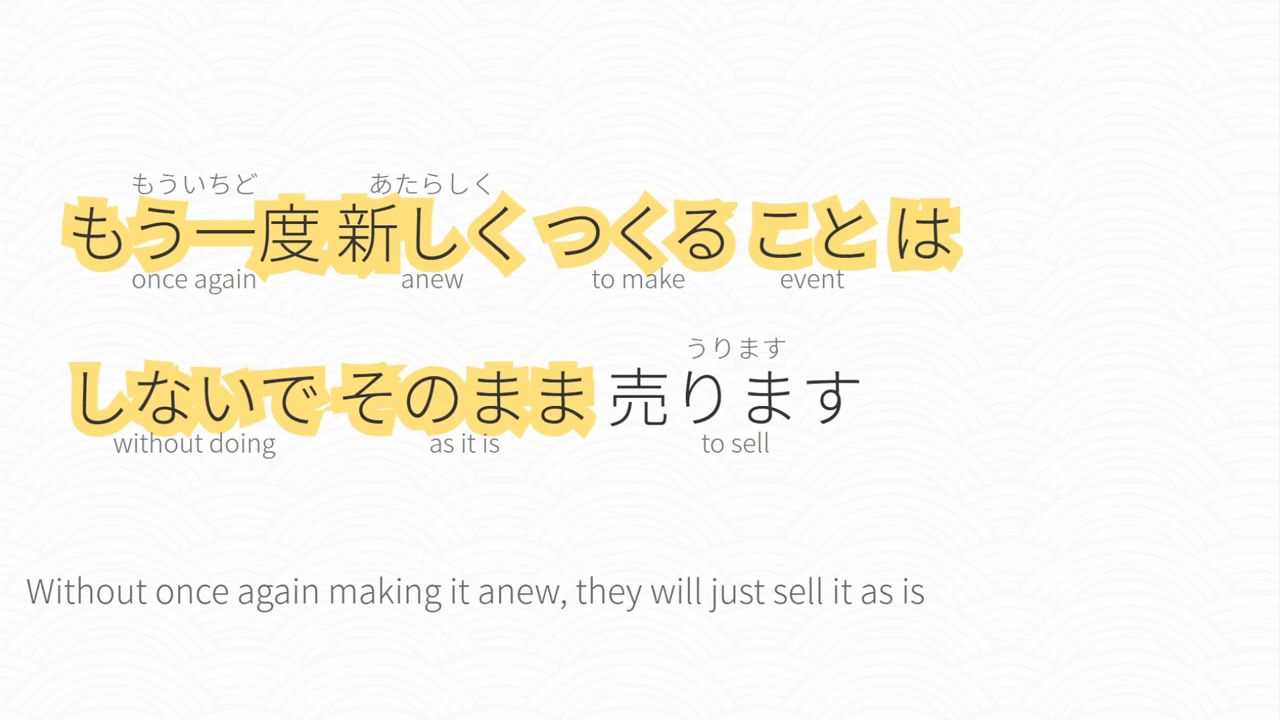 もういちど あたらしく
もう一度 新しく つくる こと は
once again anew to make event
うります
しないで そのまま 売ります
without doing as it is to sell
Without once again making it anew, they will just sell it as is